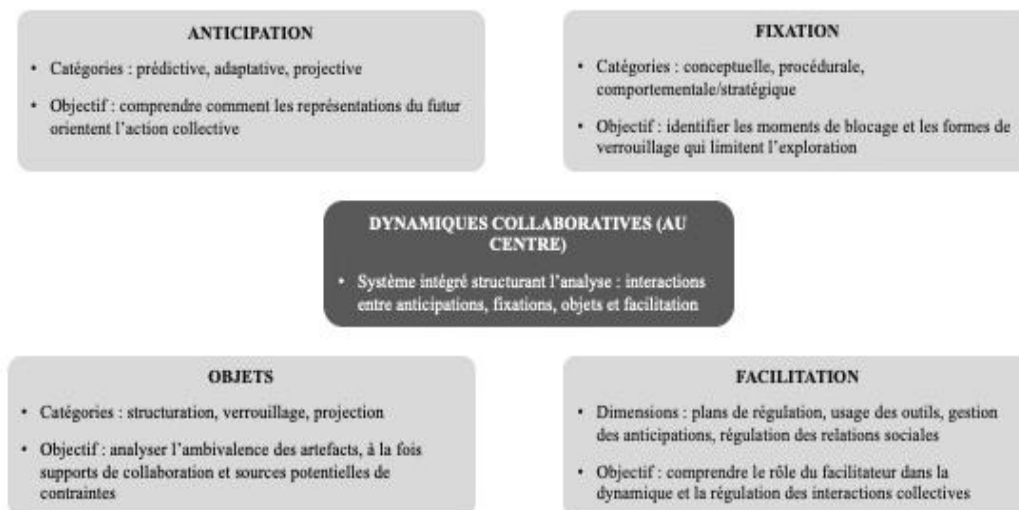 ANTICIPATION
• Catégories : prédictive, adaptative, projective
• Objectif : comprendre comment les représentations du futur
orientent l’action collective
FIXATION
• Catégories : conceptuelle, procédurale,
comportementale/stratégique
• Objectif : identifier les moments de blocage et les formes de
verrouillage qui limitent l’exploration
DYNAMIQUES COLLABORATIVES (AU
CENTRE)
• Système intégré structurant l’analyse : interactions
entre anticipations, fixations, objets et facilitation
OBJETS
• Catégories : structuration, verrouillage, projection
• Objectif : analyser l’ambivalence des artefacts, à la fois
supports de collaboration et sources potentielles de
contraintes
FACILITATION
• Dimensions : plans de régulation, usage des outils, gestion
des anticipations, régulation des relations sociales
• Objectif : comprendre le rôle du facilitateur dans la
dynamique et la régulation des interactions collectives